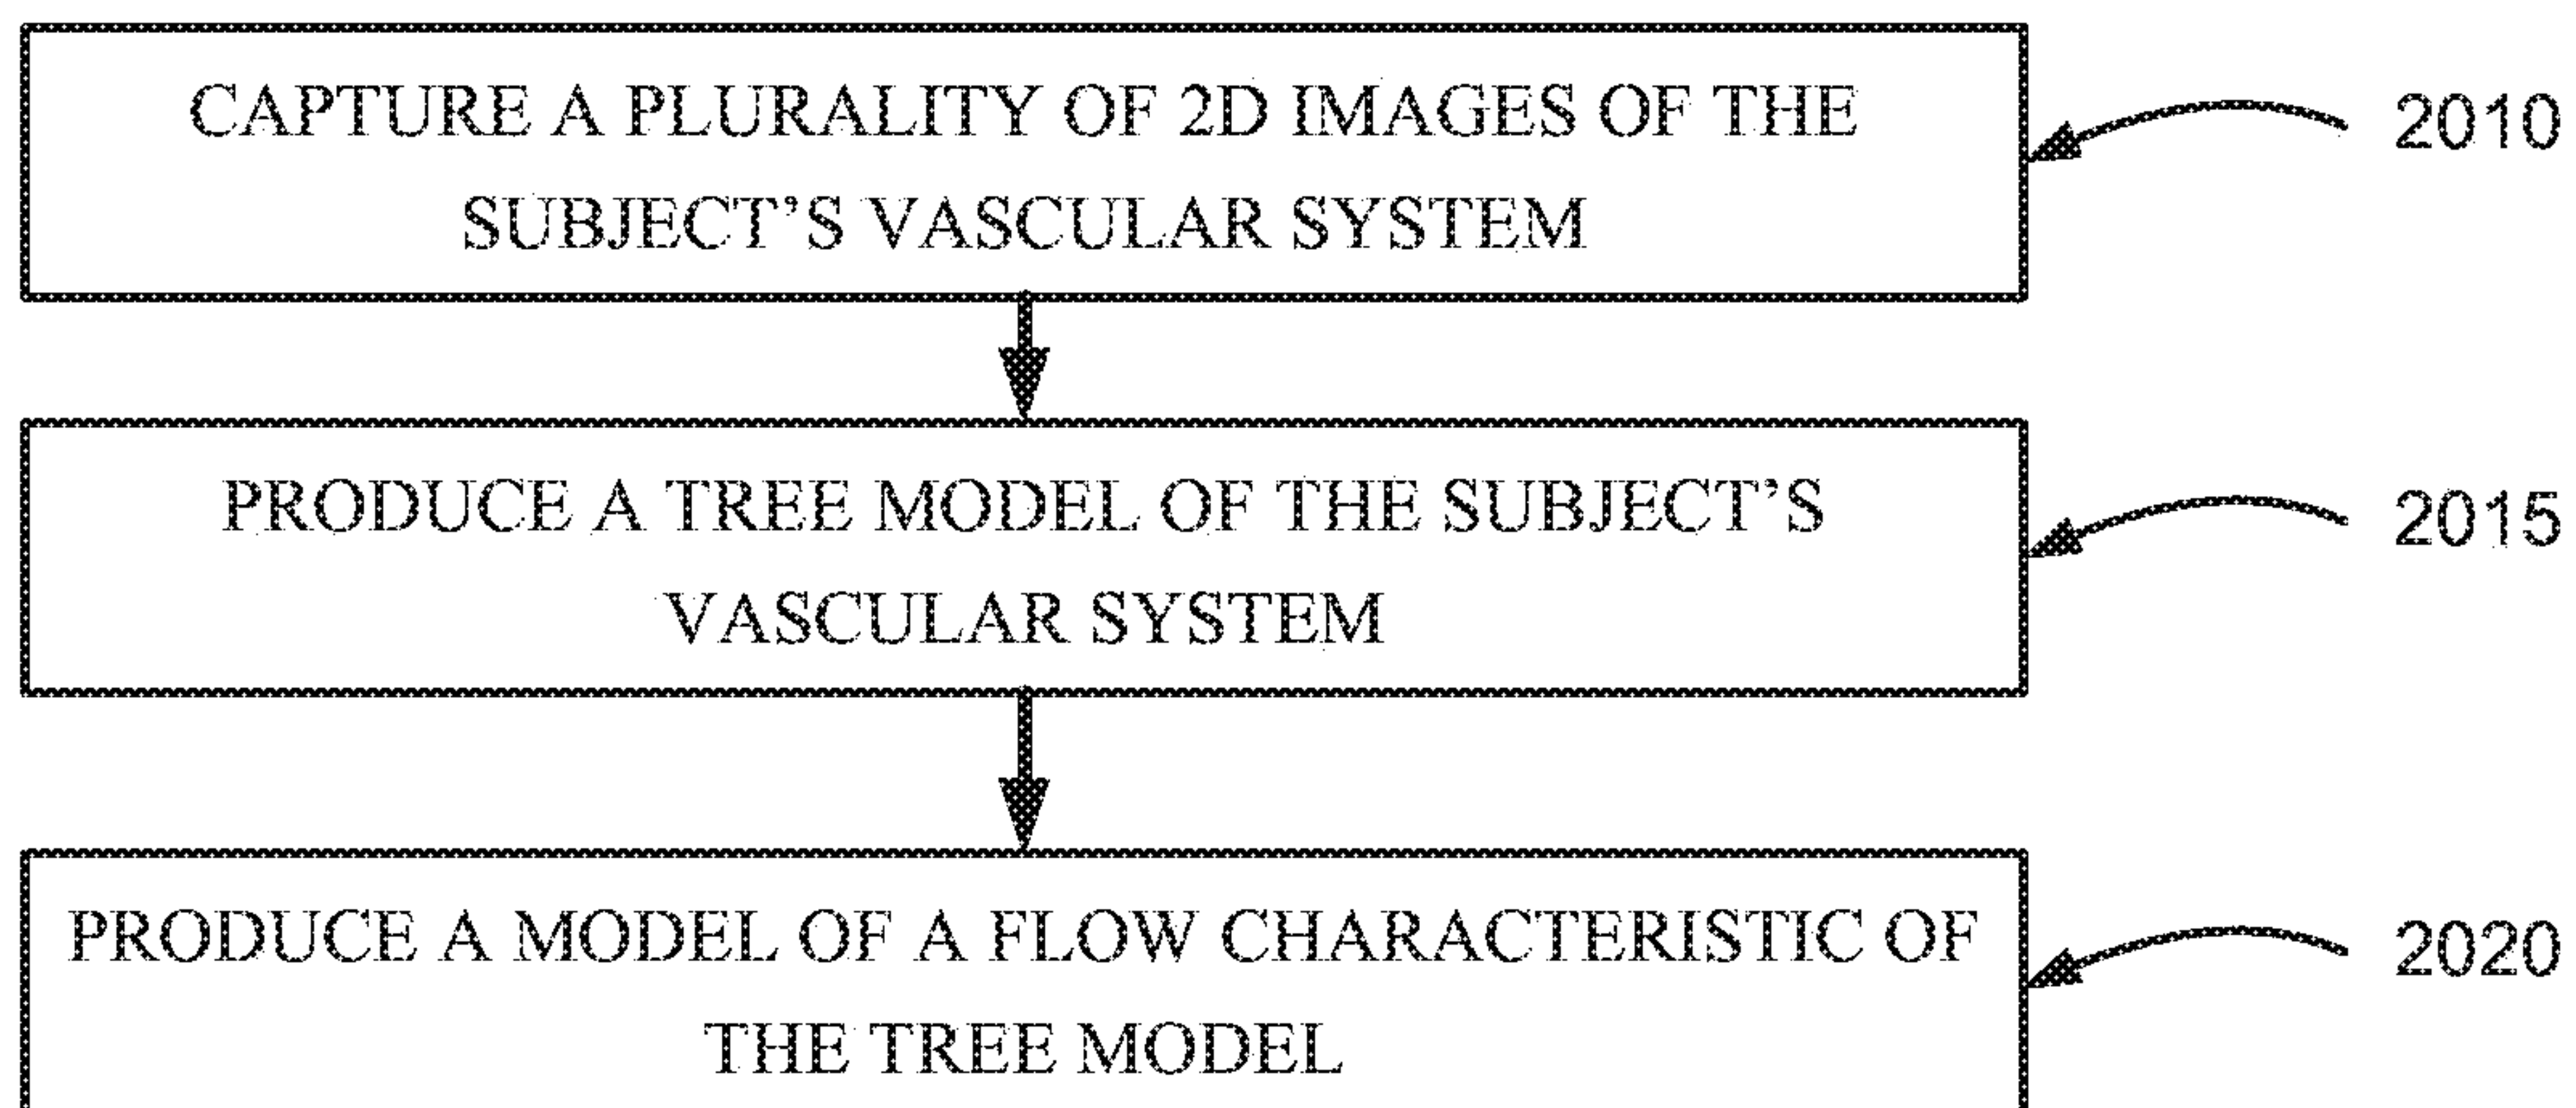 CAPTURE A PLURALITY OF 2D IMAGES OF THE
SUBJECT’S VASCULAR SYSTEM
2010
PRODUCE A TREE MODEL OF THE SUBJECT’S
VASCULAR SYSTEM
2015
PRODUCE A MODEL OF A FLOW CHARACTERISTIC OF
THE TREE MODEL
2020